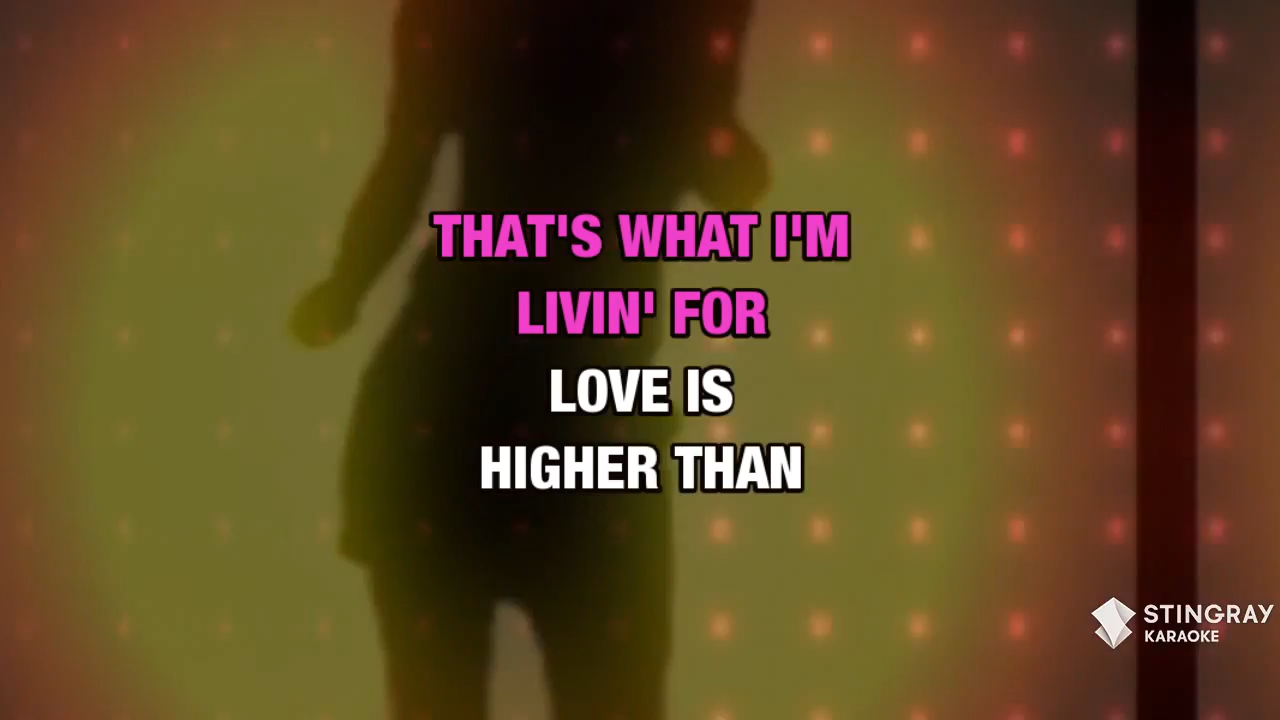 THAT'S WHAT I'M
LIVIN' FOR
LOVE IS
HIGHER THAN
STINGRAY
KARAOKE